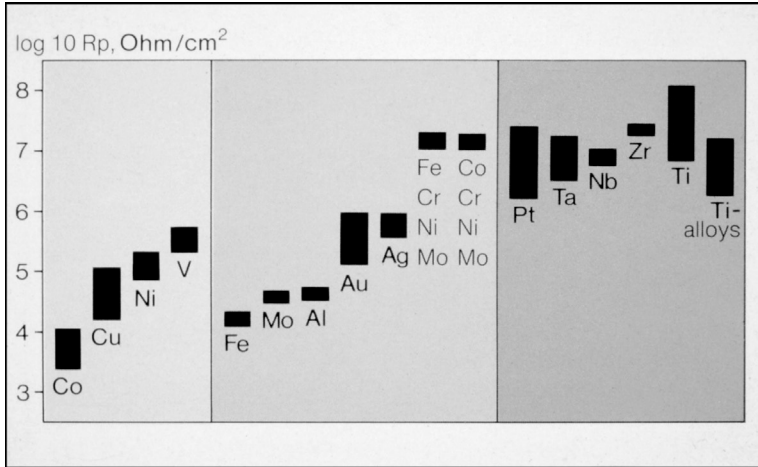 log 10 Rp, Ohm/cm²
8
7
6
5
4
3
Co
Cu
Ni
V
Fe
Mo
Al
Au
Ag
Fe
Cr
Ni
Mo
Co
Cr
Ni
Mo
Pt
Ta
Nb
Zr
Ti
Ti-
alloys